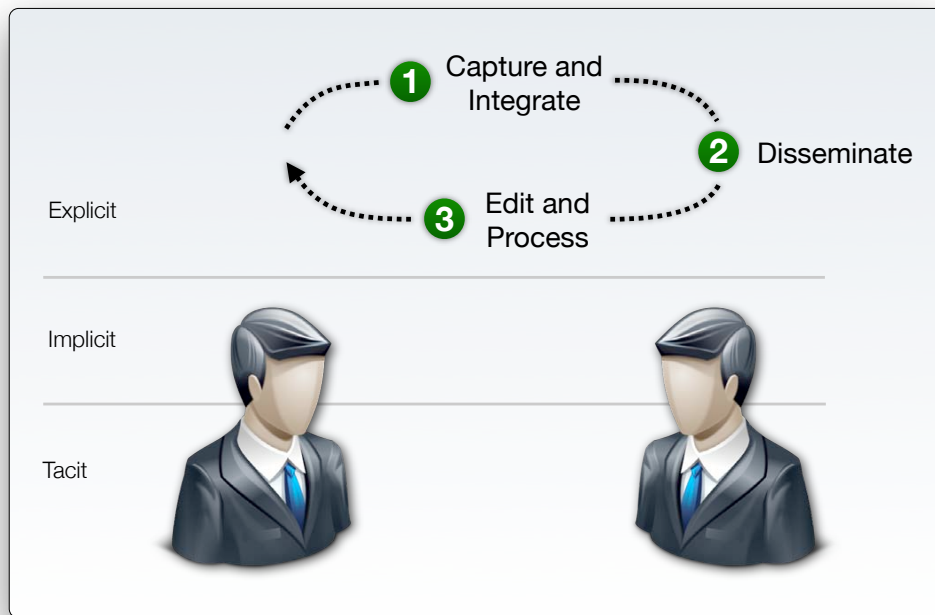 1
Capture and
Integrate
2
Disseminate
3
Edit and
Process
Explicit
Implicit
Tacit